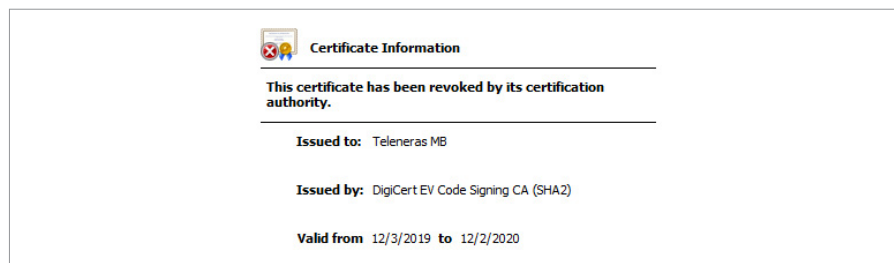 Certificate Information
This certificate has been revoked by its certification
authority.
Issued to: Teleneras MB
Issued by: DigiCert EV Code Signing CA (SHA2)
Valid from 12/3/2019 to 12/2/2020